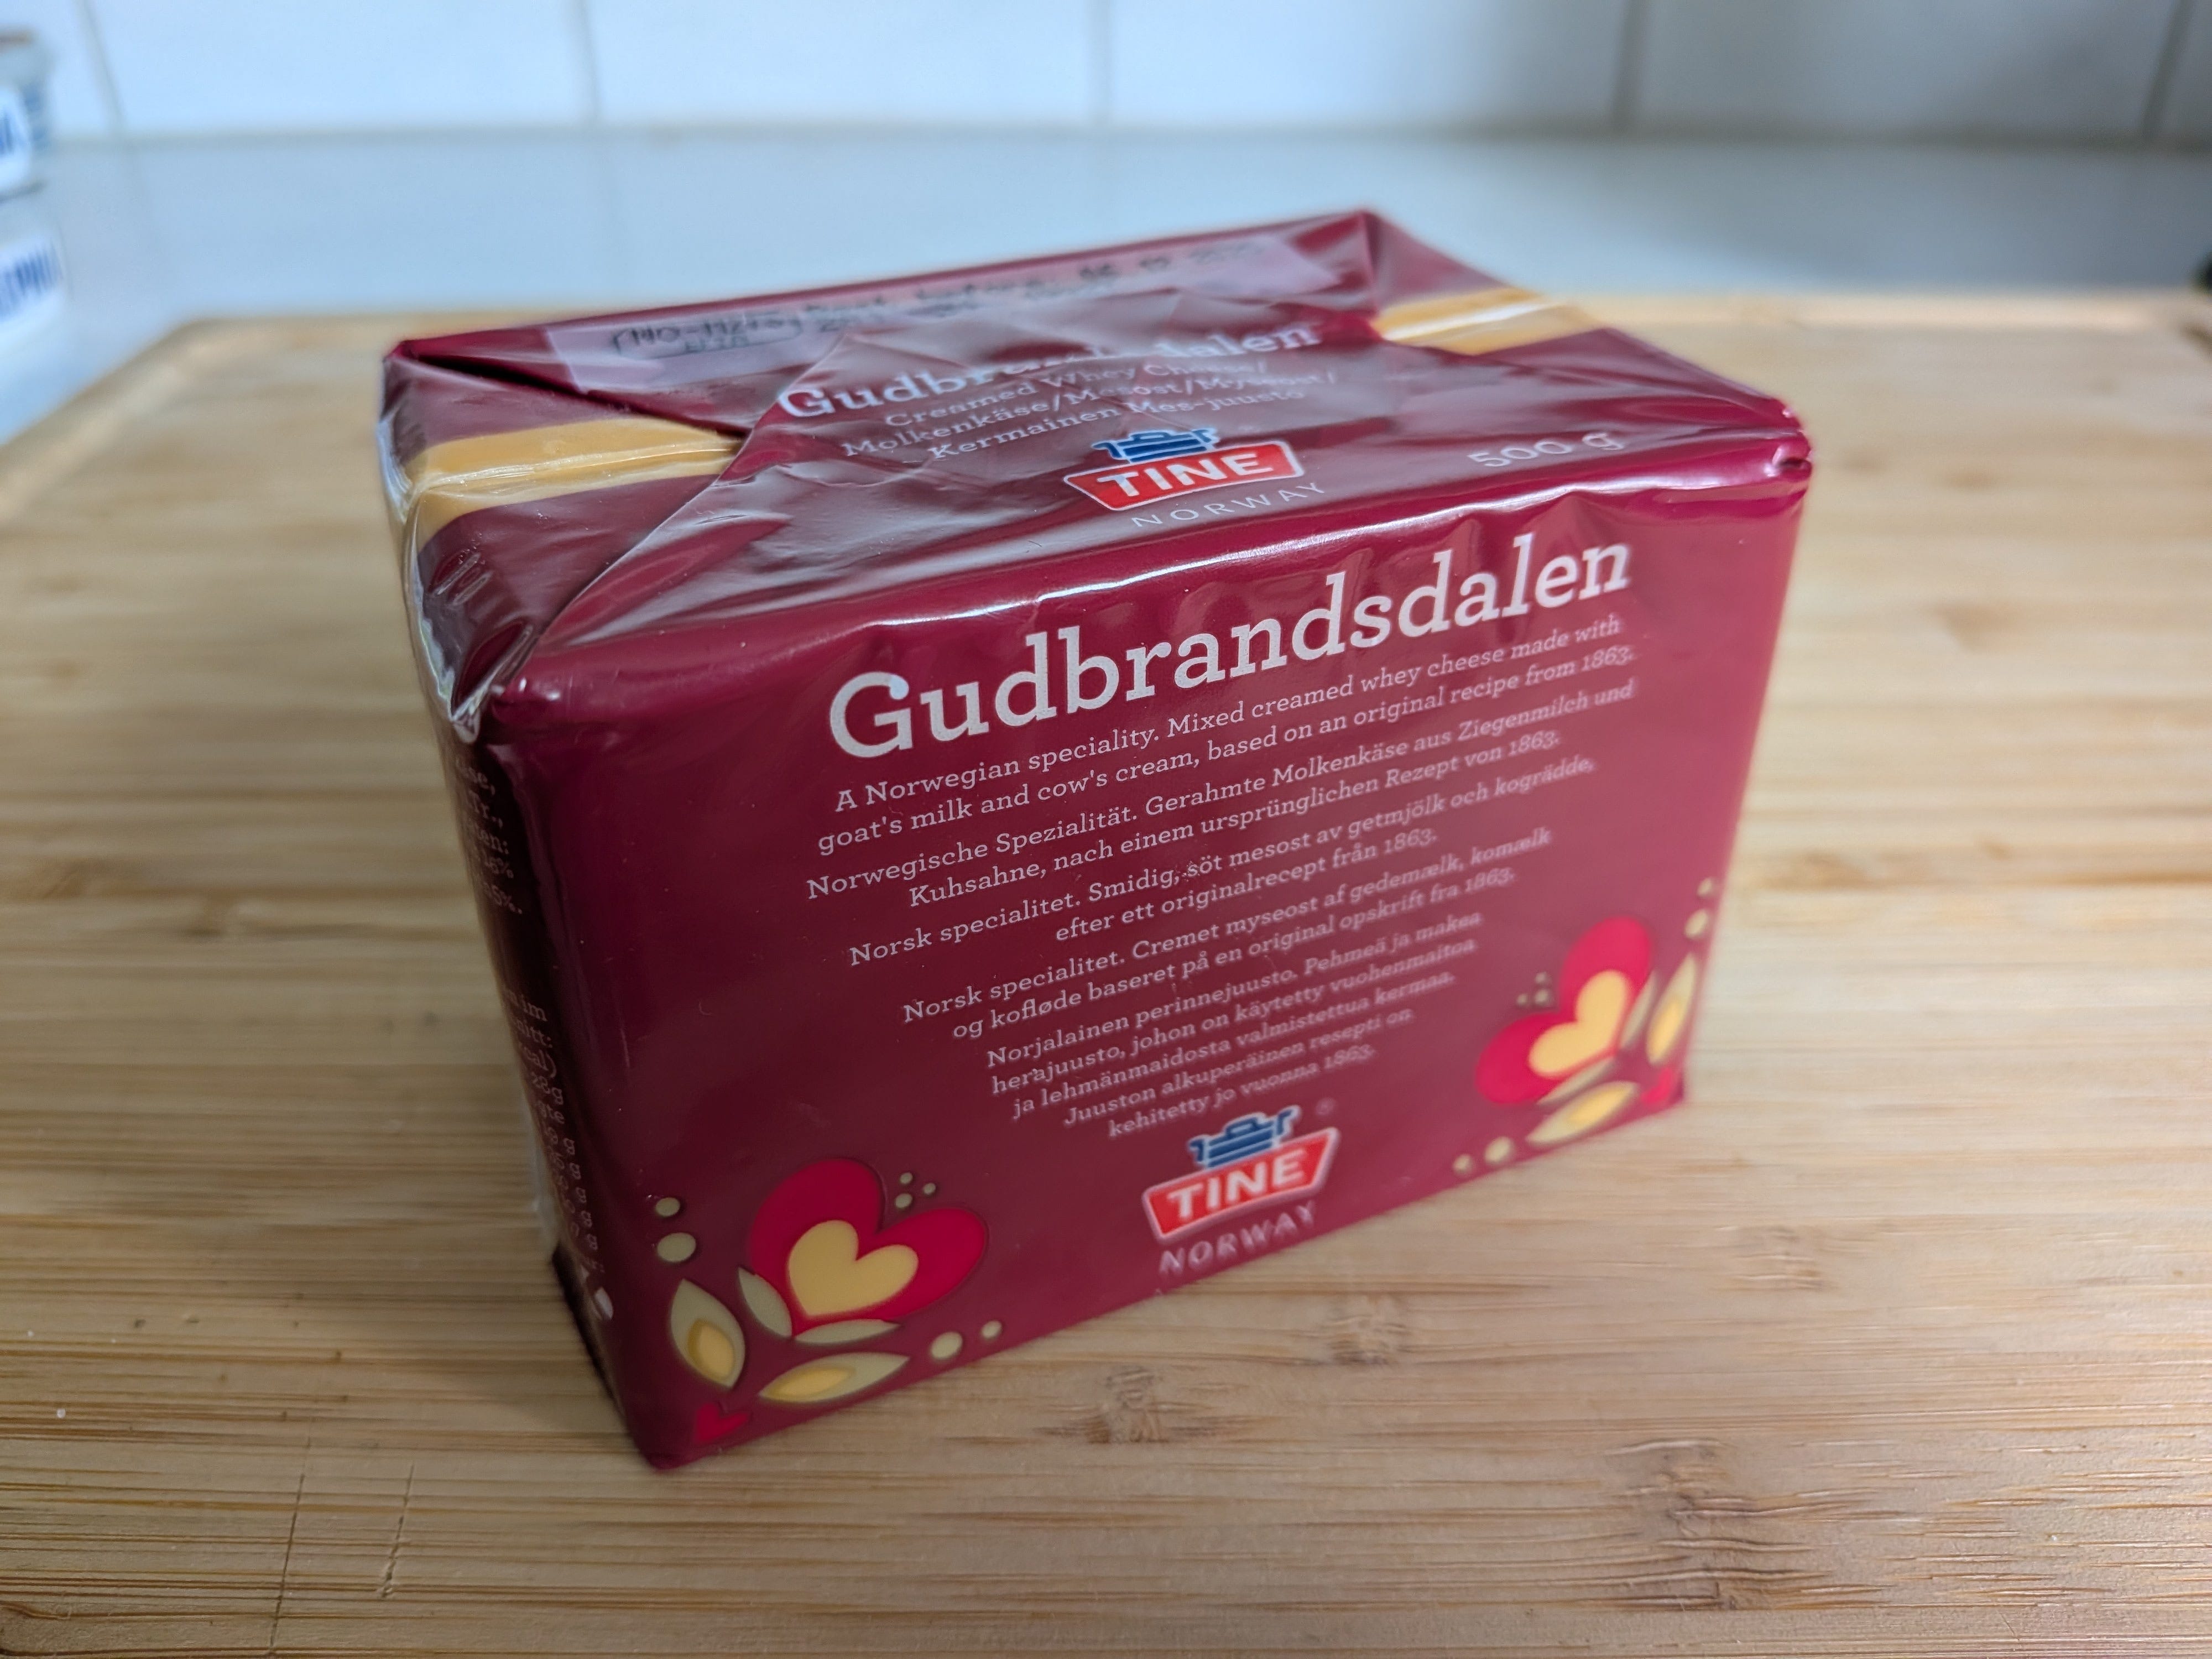 Gudbrandsdalen
Creamed Whey Cheese/
Molkenkäse/Mesost/Myseost/
Kermainen Mes-juusto
TINE
NORWAY
500 g
Gudbrandsdalen
A Norwegian speciality. Mixed creamed whey cheese made with
goat's milk and cow's cream, based on an original recipe from 1863.
Norwegische Spezialität. Gerahmte Molkenkäse aus Ziegenmilch und
Kuhsahne, nach einem ursprünglichen Rezept von 1863.
Norsk specialitet. Smidig, söt mesost av getmjölk och kogrädde,
efter ett originalrecept från 1863.
Norsk specialitet. Cremet myseost af gedemælk, komælk
og kofløde baseret på en original opskrift fra 1863.
Norjalainen perinnejuusto. Pehmeä ja makea
herajuusto, johon on käytetty vuohenmaitoa
ja lehmänmaidosta valmistettua kermaa.
Juuston alkuperäinen resepti on
kehitetty jo vuonna 1863.
TINE®
NORWAY